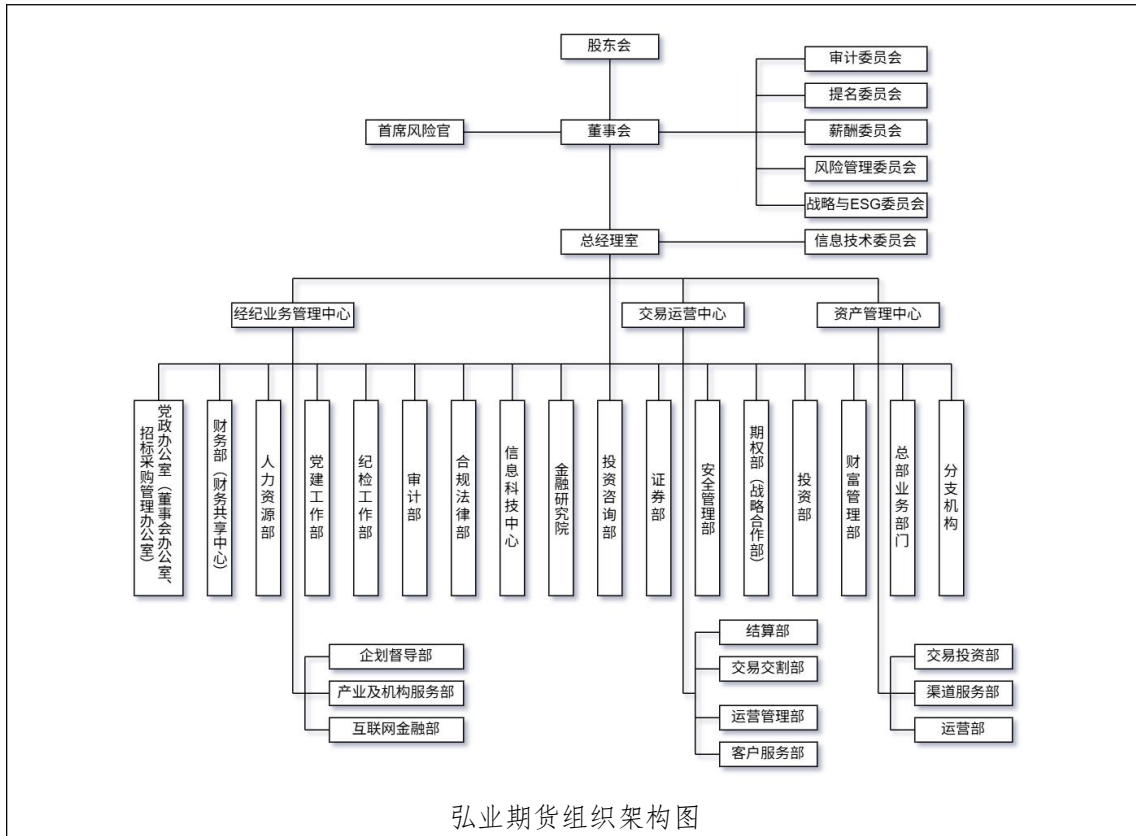 股东会
审计委员会
提名委员会
首席风险官
董事会
薪酬委员会
风险管理委员会
战略与ESG委员会
总经理室
信息技术委员会
经纪业务管理中心
交易运营中心
资产管理中心
党政办公室（董事会办公室、
招标采购管理办公室）
财务部（财务共享中心）
人力资源部
党建工作部
纪检工作部
审计部
合规法律部
信息科技中心
金融研究院
投资咨询部
证券部
安全管理部
期权部（战略合作部）
投资部
财富管理部
总部业务部门
分支机构
企划督导部
产业及机构服务部
互联网金融部
结算部
交易交割部
运营管理部
客户服务部
交易投资部
渠道服务部
运营部
弘业期货组织架构图